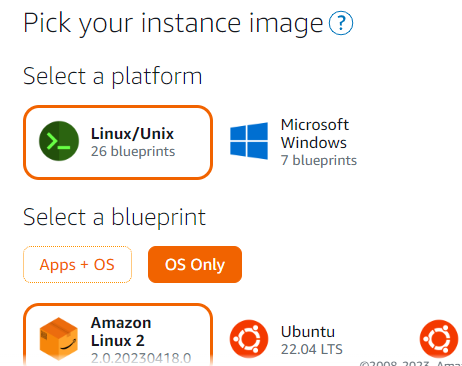 Pick your instance image ?
Select a platform
Linux/Unix
26 blueprints
Microsoft
Windows
7 blueprints
Select a blueprint
Apps + OS
OS Only
Amazon
Linux 2
2.0.20230418.0
Ubuntu
22.04 LTS
©2008-2023, Ama